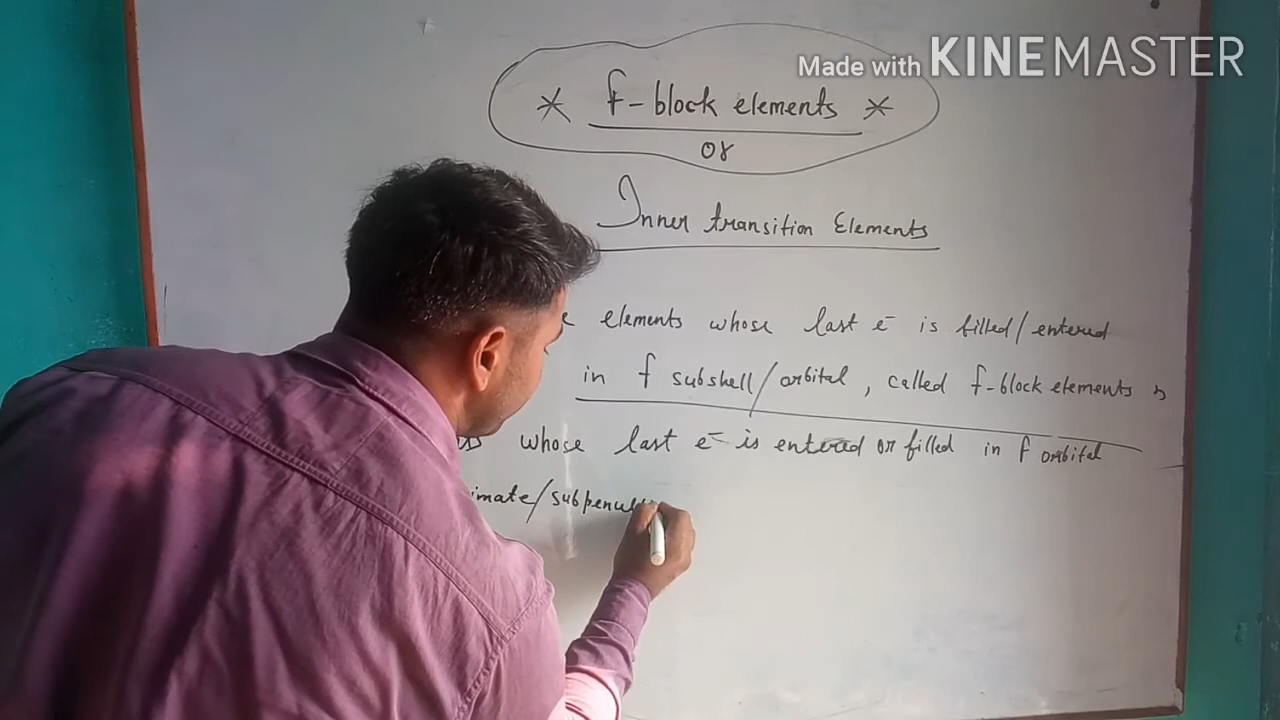 Made with KINEMASTER
* f-block elements *
or
Inner transition Elements
elements whose last e⁻ is filled/entered
in f subshell/orbital, called f-block elements
whose last e⁻ is entered or filled in f orbital
imate/subpenul